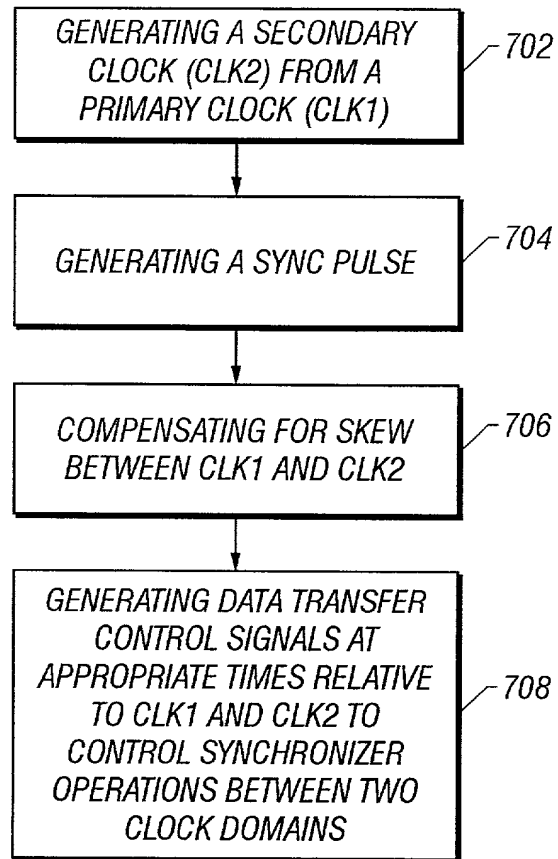 GENERATING A SECONDARY
CLOCK (CLK2) FROM A
PRIMARY CLOCK (CLK1)
702
GENERATING A SYNC PULSE
704
COMPENSATING FOR SKEW
BETWEEN CLK1 AND CLK2
706
GENERATING DATA TRANSFER
CONTROL SIGNALS AT
APPROPRIATE TIMES RELATIVE
TO CLK1 AND CLK2 TO
CONTROL SYNCHRONIZER
OPERATIONS BETWEEN TWO
CLOCK DOMAINS
708